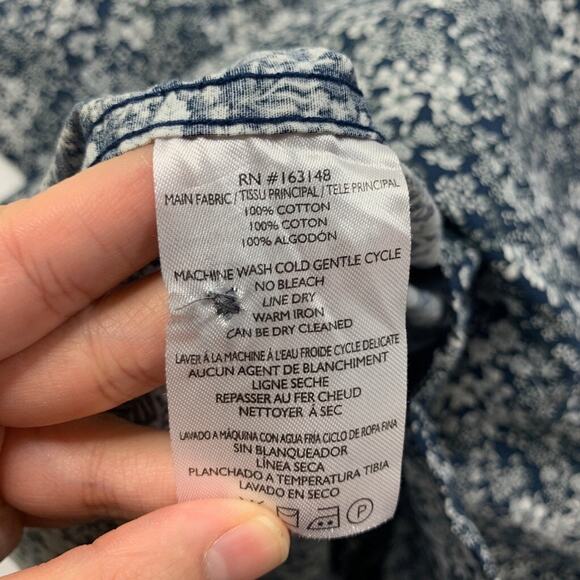 RN #163148
MAIN FABRIC / TISSU PRINCIPAL / TELE PRINCIPAL
100% COTTON
100% COTON
100% ALGODÓN
MACHINE WASH COLD GENTLE CYCLE
NO BLEACH
LINE DRY
WARM IRON
CAN BE DRY CLEANED
LAVER Á LA MACHINE Á L'EAU FROIDE CYCLE DELICATE
AUCUN AGENT DE BLANCHIMENT
LIGNE SECHE
REPASSER AU FER CHEUD
NETTOYER Á SEC
LAVADO A MÁQUINA CON AGUA FRÍA CICLO DE ROPA FINA
SIN BLANQUEADOR
LÍNEA SECA
PLANCHADO A TEMPERATURA TIBIA
LAVADO EN SECO
P